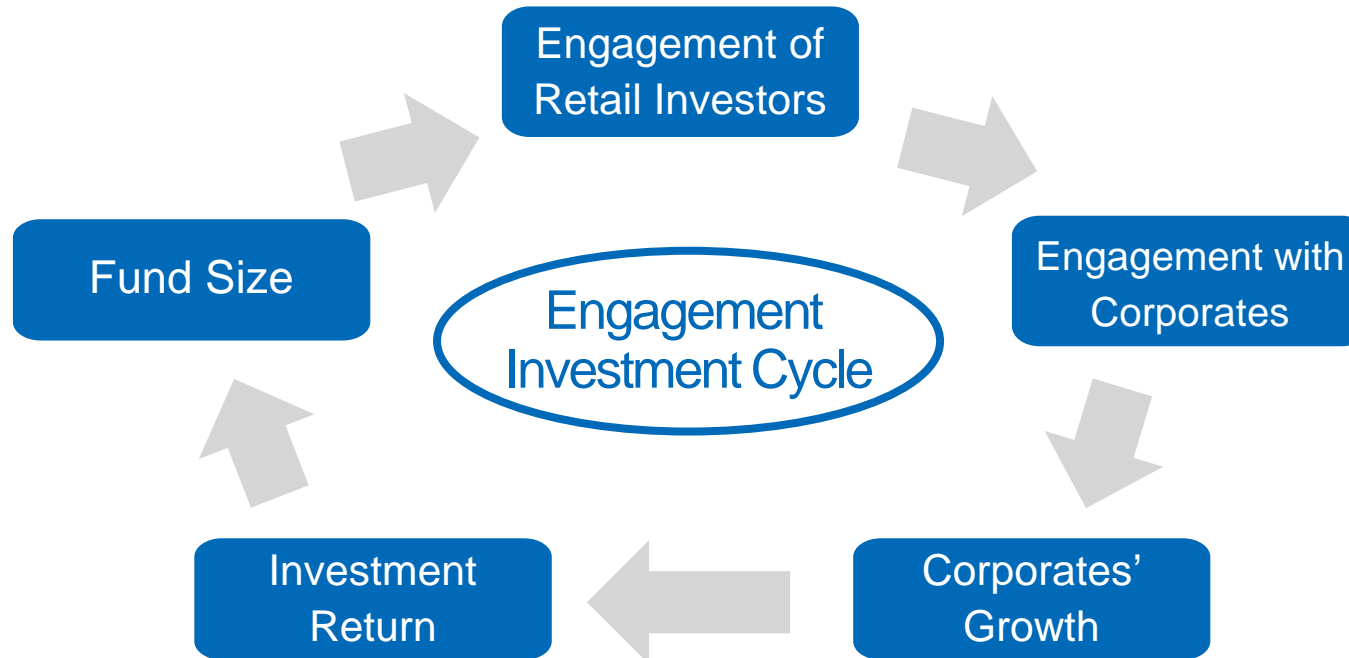 Engagement of
Retail Investors
Engagement with
Corporates
Corporates’
Growth
Investment
Return
Fund Size
Engagement
Investment Cycle